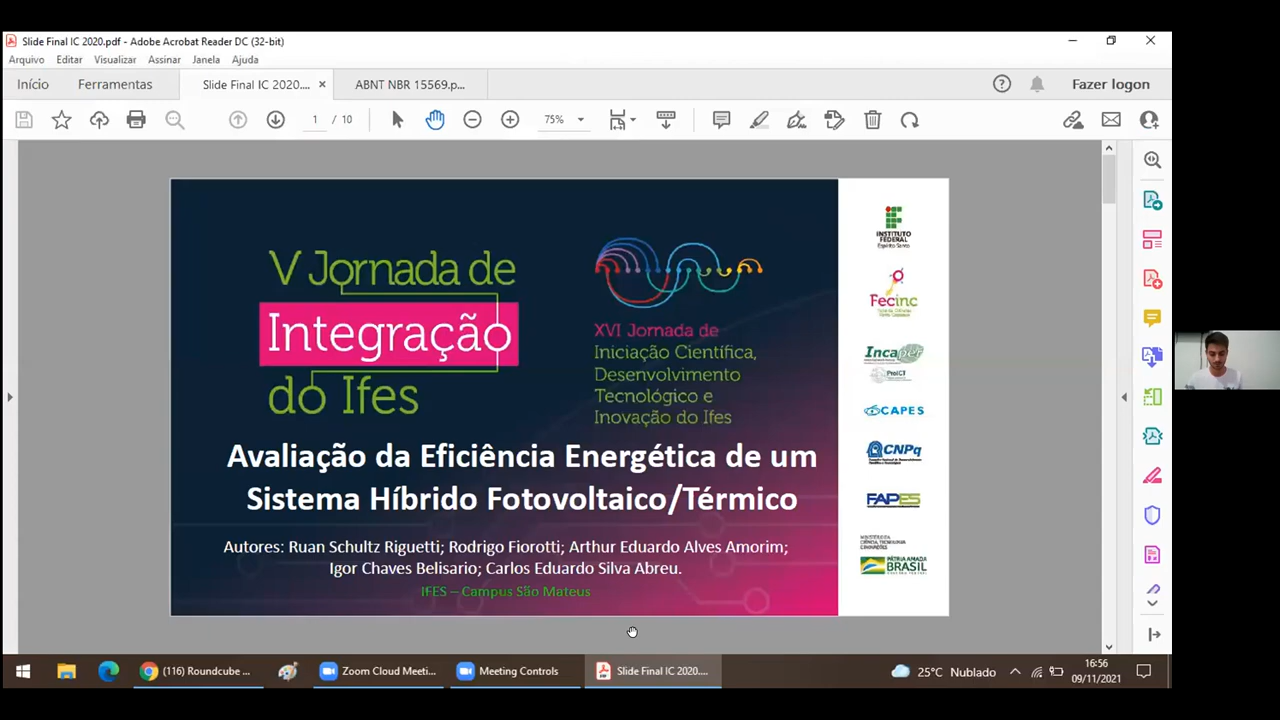 Slide Final IC 2020.pdf - Adobe Acrobat Reader DC (32-bit)
Arquivo Editar Visualizar Assinar Janela Ajuda
Início Ferramentas Slide Final IC 2020.... × ABNT NBR 15569.p... Fazer logon
1 / 10 75%
V Jornada de
Integração
do Ifes
XVI Jornada de
Iniciação Científica,
Desenvolvimento
Tecnológico e
Inovação do Ifes
Avaliação da Eficiência Energética de um
Sistema Híbrido Fotovoltaico/Térmico
Autores: Ruan Schultz Riguetti; Rodrigo Fiorotti; Arthur Eduardo Alves Amorim;
Igor Chaves Belisario; Carlos Eduardo Silva Abreu.
IFES – Campus São Mateus
INSTITUTO
FEDERAL
Espírito Santo
Fecinc
Incaper
ProICT
CAPES
CNPq
FAPES
PÁTRIA AMADA
BRASIL
(116) Roundcube ... Zoom Cloud Meeti... Meeting Controls Slide Final IC 2020.... 25°C Nublado
16:56
09/11/2021